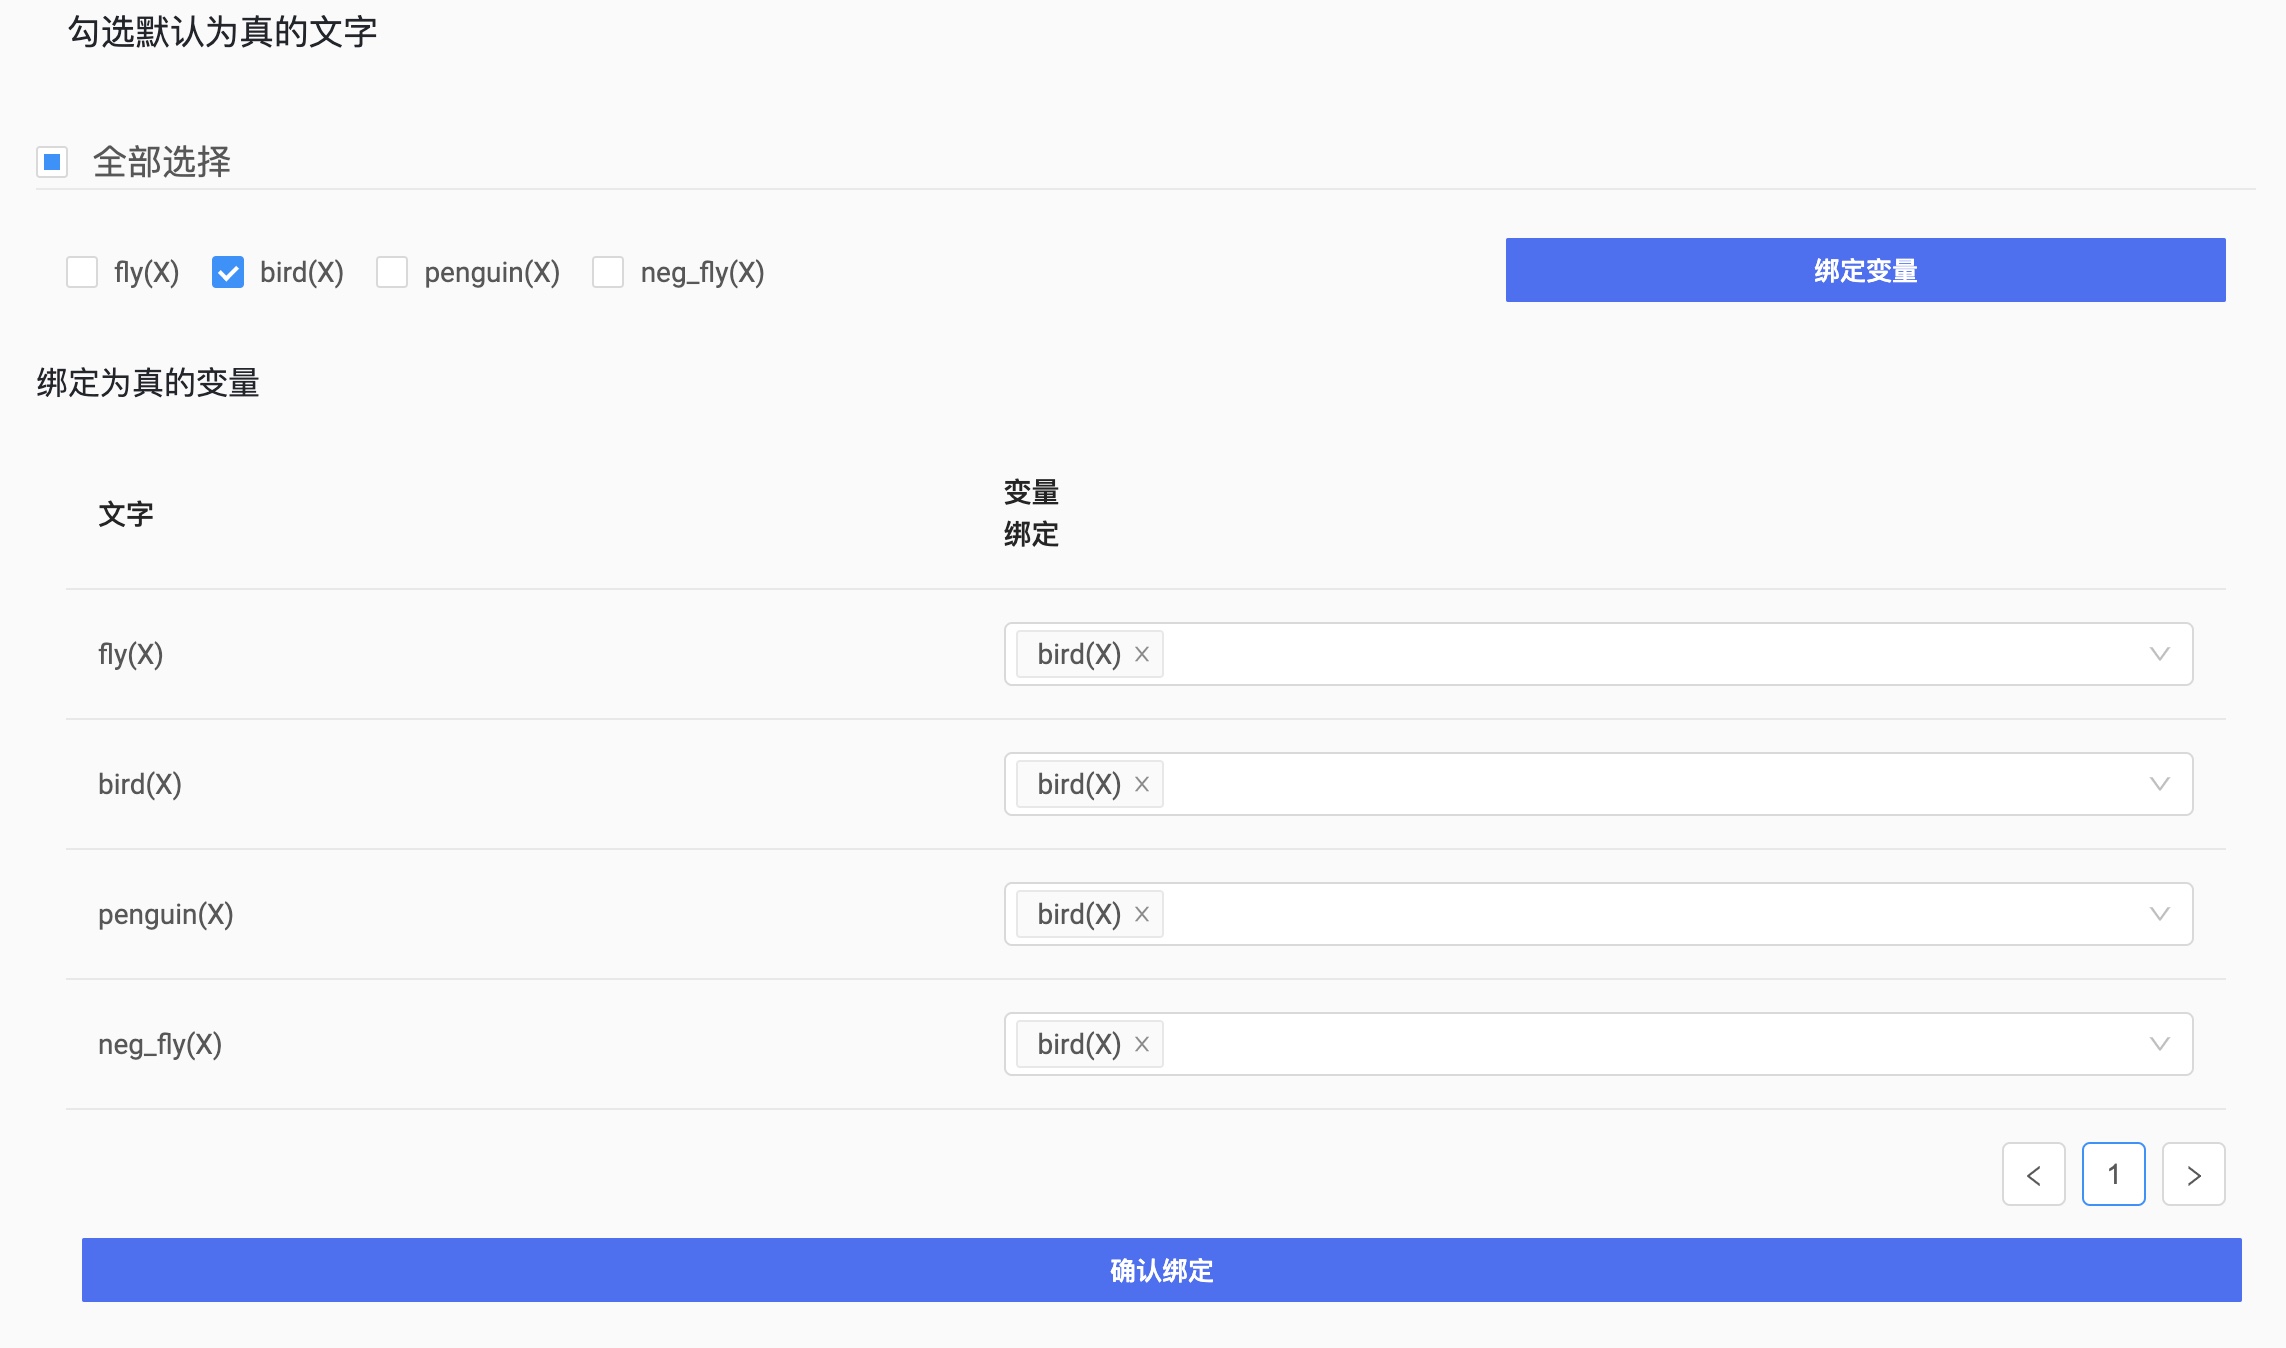 勾选默认为真的文字
全部选择
fly(X) bird(X) penguin(X) neg_fly(X) 绑定变量
绑定为真的变量
文字 变量
绑定
fly(X) bird(X)
bird(X) bird(X)
penguin(X) bird(X)
neg_fly(X) bird(X)
1
确认绑定